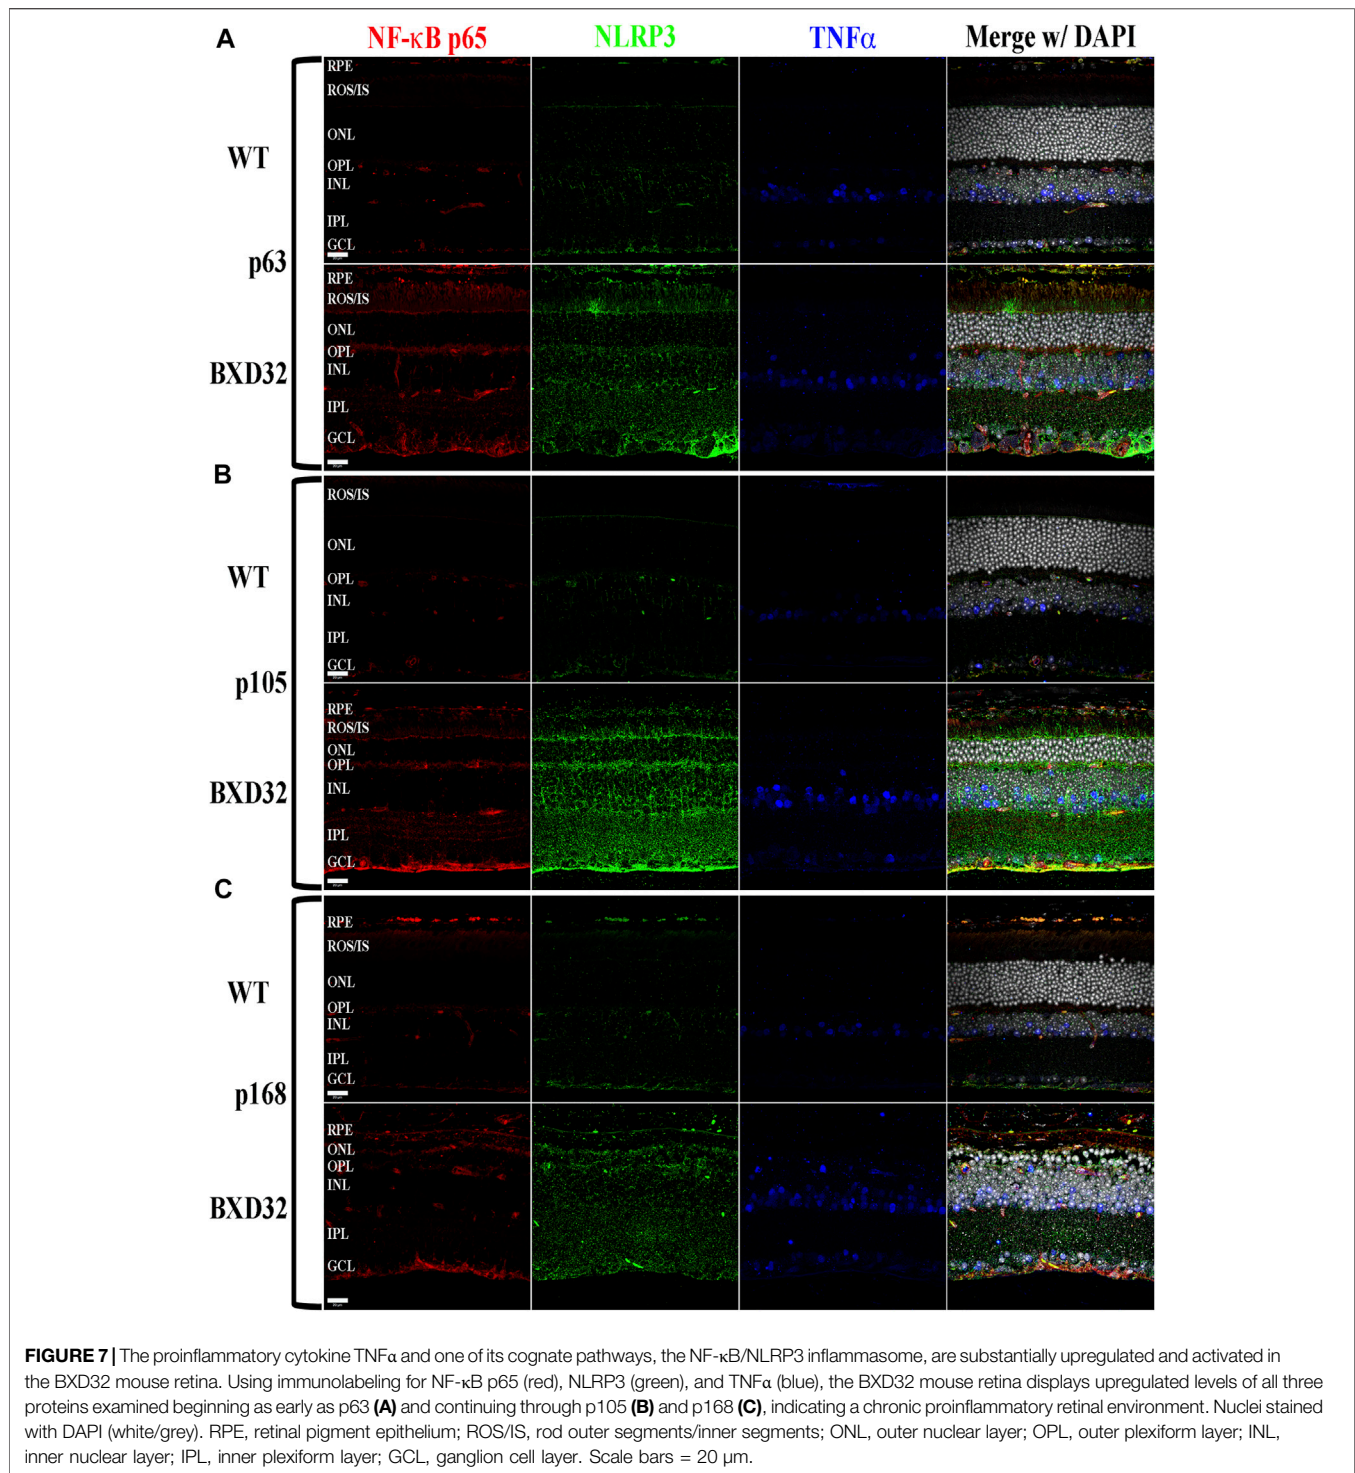 A
NF-κB p65 NLRP3 TNFα Merge w/ DAPI
RPE
ROS/IS
ONL
WT
OPL
INL
IPL
GCL
p63
RPE
ROS/IS
ONL
OPL
INL
BXD32
IPL
GCL
B
ROS/IS
ONL
WT
OPL
INL
IPL
GCL
p105
RPE
ROS/IS
ONL
OPL
INL
BXD32
IPL
GCL
C
RPE
ROS/IS
ONL
WT
OPL
INL
IPL
GCL
p168
RPE
ONL
OPL
INL
BXD32
IPL
GCL
FIGURE 7 | The proinflammatory cytokine TNFα and one of its cognate pathways, the NF-κB/NLRP3 inflammasome, are substantially upregulated and activated in
the BXD32 mouse retina. Using immunolabeling for NF-κB p65 (red), NLRP3 (green), and TNFα (blue), the BXD32 mouse retina displays upregulated levels of all three
proteins examined beginning as early as p63 (A) and continuing through p105 (B) and p168 (C), indicating a chronic proinflammatory retinal environment. Nuclei stained
with DAPI (white/grey). RPE, retinal pigment epithelium; ROS/IS, rod outer segments/inner segments; ONL, outer nuclear layer; OPL, outer plexiform layer; INL,
inner nuclear layer; IPL, inner plexiform layer; GCL, ganglion cell layer. Scale bars = 20 μm.